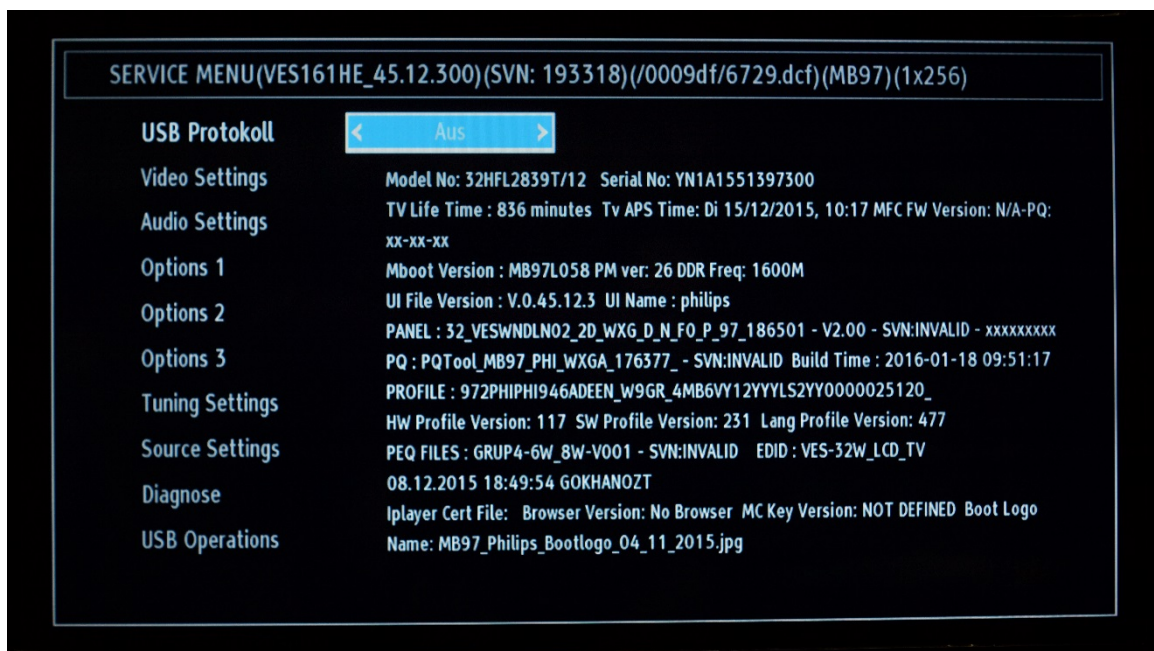 SERVICE MENU(VES161HE_45.12.300)(SVN: 193318)(/0009df/6729.dcf)(MB97)(1x256)
USB Protokoll < Aus >
Video Settings
Audio Settings
Options 1
Options 2
Options 3
Tuning Settings
Source Settings
Diagnose
USB Operations
Model No: 32HFL2839T/12 Serial No: YN1A1551397300
TV Life Time : 836 minutes Tv APS Time: Di 15/12/2015, 10:17 MFC FW Version: N/A-PQ:
xx-xx-xx
Mboot Version : MB97L058 PM ver: 26 DDR Freq: 1600M
UI File Version : V.0.45.12.3 UI Name : philips
PANEL : 32_VESWNDLN02_2D_WXG_D_N_F0_P_97_186501 - V2.00 - SVN:INVALID - xxxxxxxxx
PQ : PQTool_MB97_PHI_WXGA_176377_ - SVN:INVALID Build Time : 2016-01-18 09:51:17
PROFILE : 972PHIPHI946ADEEN_W9GR_4MB6VY12YYYLS2YY0000025120_
HW Profile Version: 117 SW Profile Version: 231 Lang Profile Version: 477
PEQ FILES : GRUP4-6W_8W-V001 - SVN:INVALID EDID : VES-32W_LCD_TV
08.12.2015 18:49:54 GOKHANOZT
Iplayer Cert File: Browser Version: No Browser MC Key Version: NOT DEFINED Boot Logo
Name: MB97_Philips_Bootlogo_04_11_2015.jpg